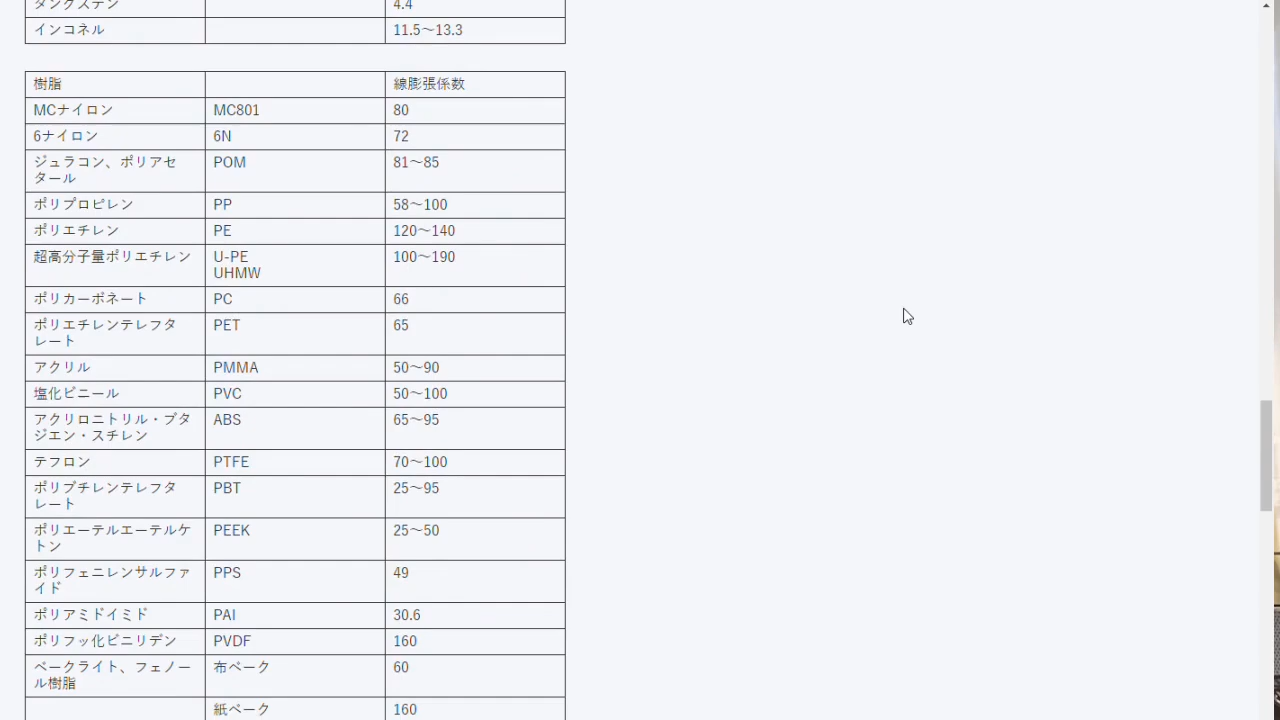 タングステン 4.4
インコネル 11.5～13.3
樹脂 線膨張係数
MCナイロン MC801 80
6ナイロン 6N 72
ジュラコン、ポリアセ POM 81～85
タール
ポリプロピレン PP 58～100
ポリエチレン PE 120～140
超高分子量ポリエチレン U-PE 100～190
UHMW
ポリカーボネート PC 66
ポリエチレンテレフタ PET 65
レート
アクリル PMMA 50～90
塩化ビニール PVC 50～100
アクリロニトリル・ブタ ABS 65～95
ジエン・スチレン
テフロン PTFE 70～100
ポリブチレンテレフタ PBT 25～95
レート
ポリエーテルエーテルケ PEEK 25～50
トン
ポリフェニレンサルファ PPS 49
イド
ポリアミドイミド PAI 30.6
ポリフッ化ビニリデン PVDF 160
ベークライト、フェノー 布ベーク 60
ル樹脂
紙ベーク 160